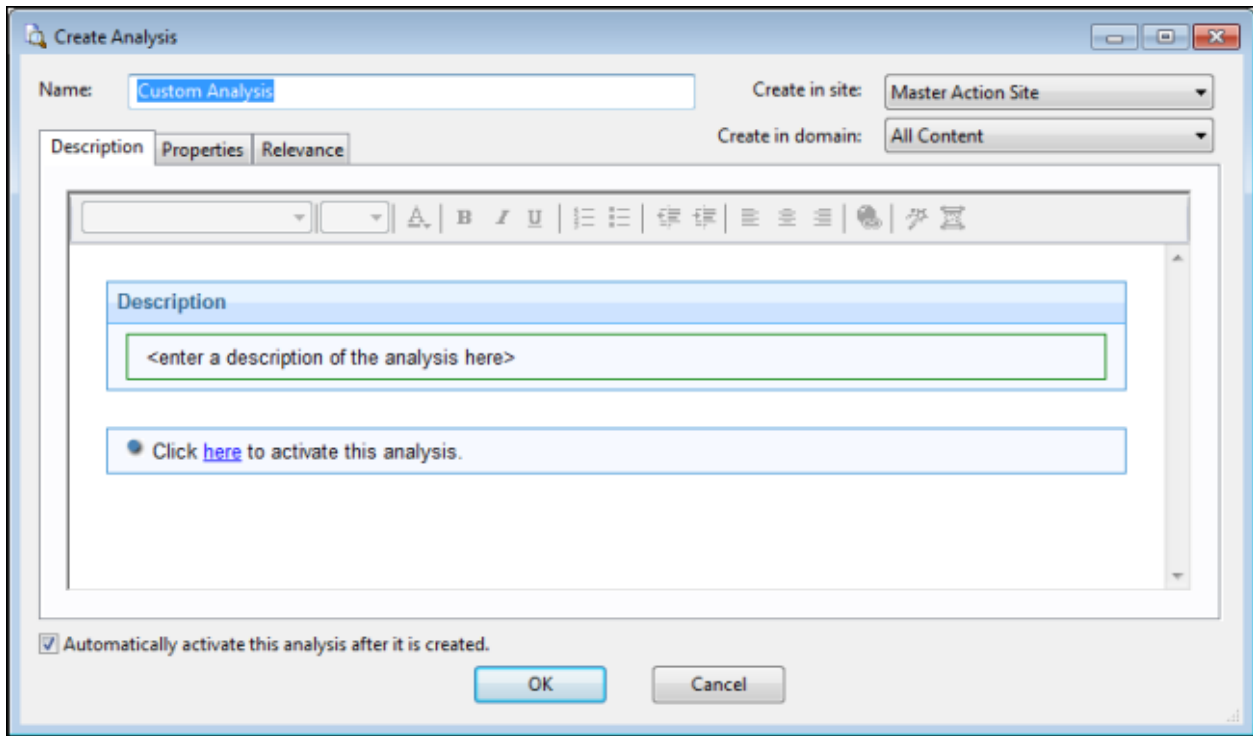 Create Analysis
Name: Custom Analysis Create in site: Master Action Site
Create in domain: All Content
Description Properties Relevance
A B I U
Description
<enter a description of the analysis here>
Click here to activate this analysis.
Automatically activate this analysis after it is created.
OK Cancel